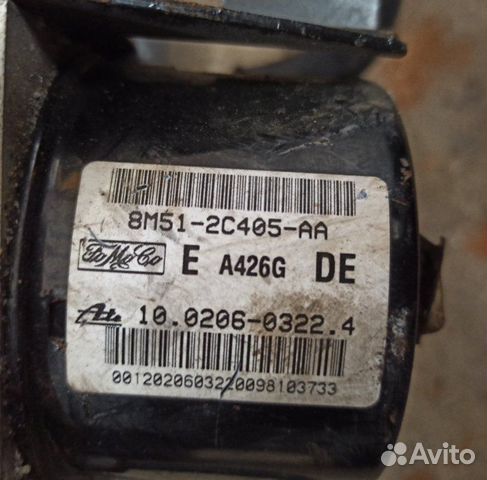 8M51-2C405-AA
FoMoCo E A426G DE
Ate 10.0206-0322.4
0012020603220098103733
Avito